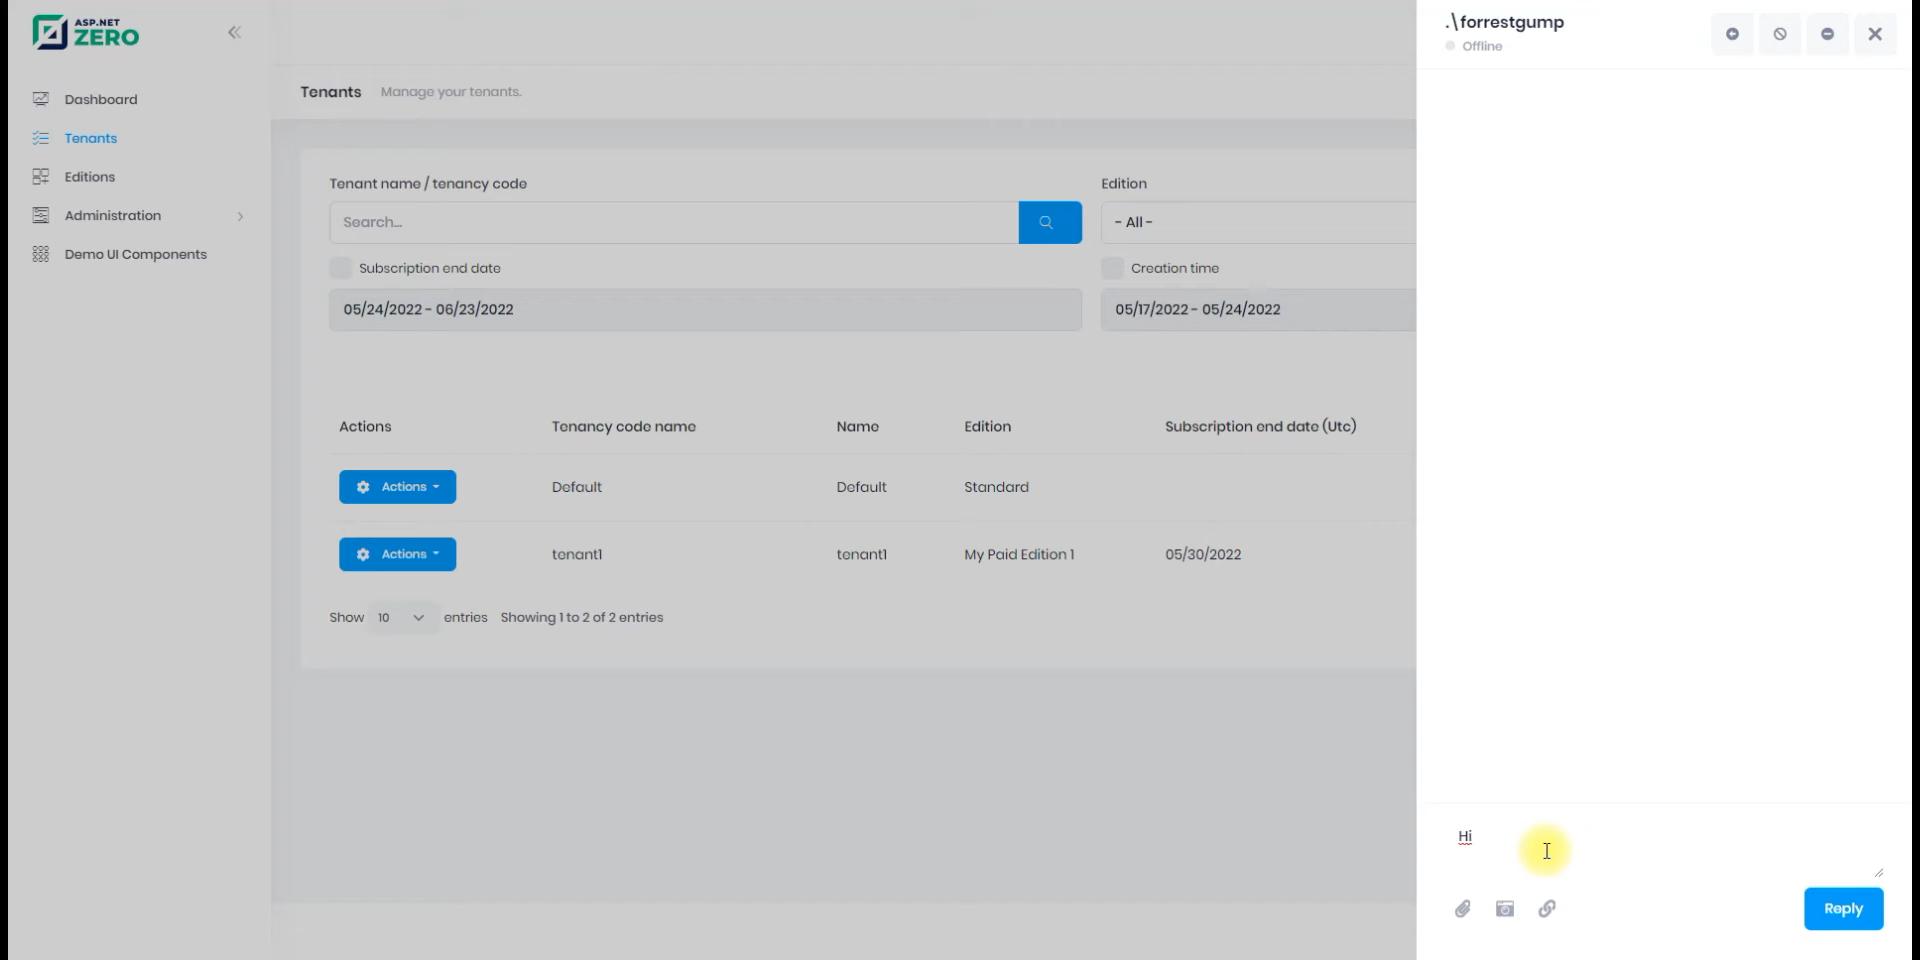 ASP.NET
ZERO
Dashboard
Tenants
Editions
Administration
Demo UI Components
Tenants Manage your tenants.
Tenant name / tenancy code
Search...
Edition
- All -
Subscription end date
05/24/2022 - 06/23/2022
Creation time
05/17/2022 - 05/24/2022
Actions Tenancy code name Name Edition Subscription end date (Utc)
Actions Default Default Standard
Actions tenant1 tenant1 My Paid Edition 1 05/30/2022
Show 10 entries Showing 1 to 2 of 2 entries
.\forrestgump
Offline
Hi
Reply